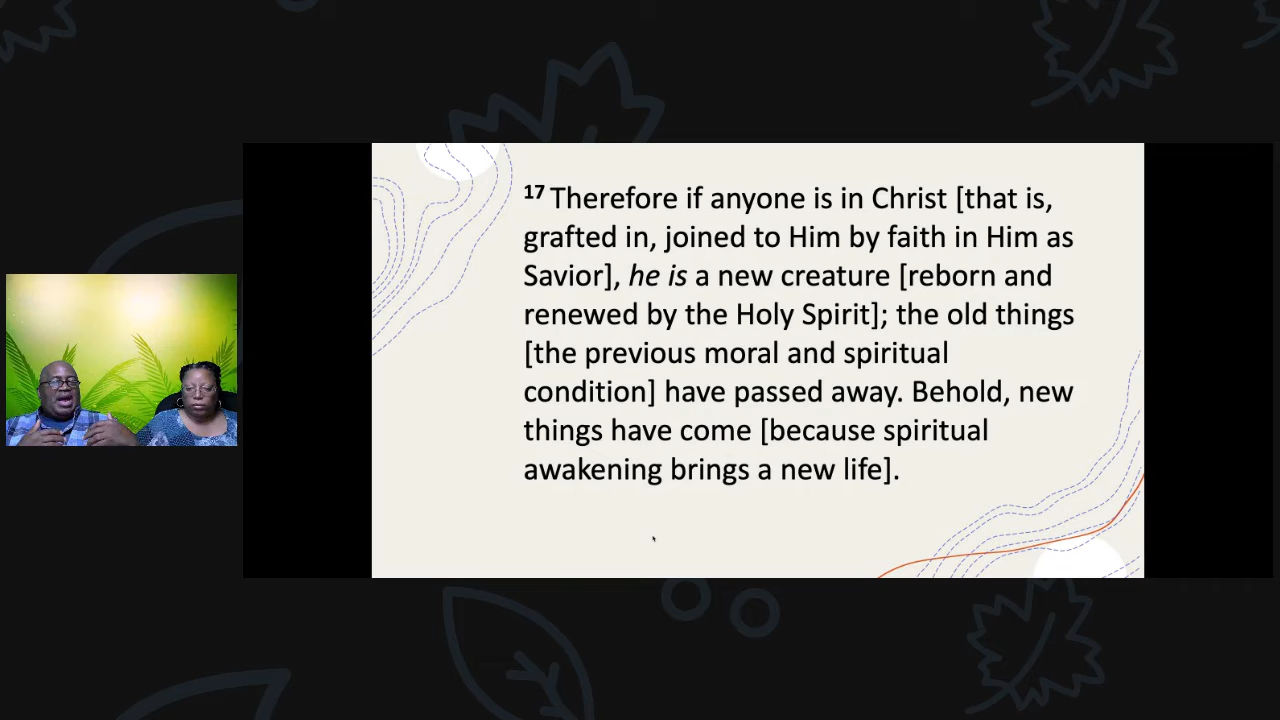 17 Therefore if anyone is in Christ [that is,
grafted in, joined to Him by faith in Him as
Savior], he is a new creature [reborn and
renewed by the Holy Spirit]; the old things
[the previous moral and spiritual
condition] have passed away. Behold, new
things have come [because spiritual
awakening brings a new life].